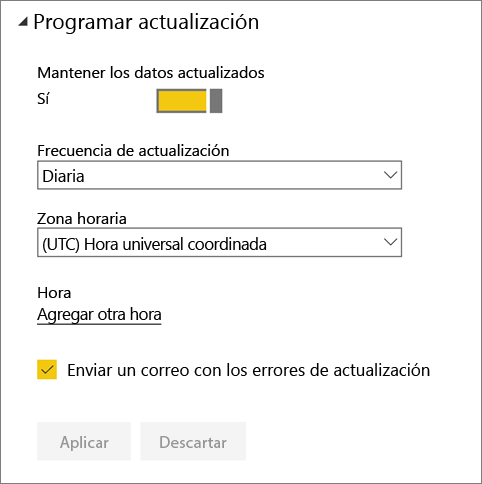 Programar actualización
Mantener los datos actualizados
Sí
Frecuencia de actualización
Diaria
Zona horaria
(UTC) Hora universal coordinada
Hora
Agregar otra hora
Enviar un correo con los errores de actualización
Aplicar
Descartar